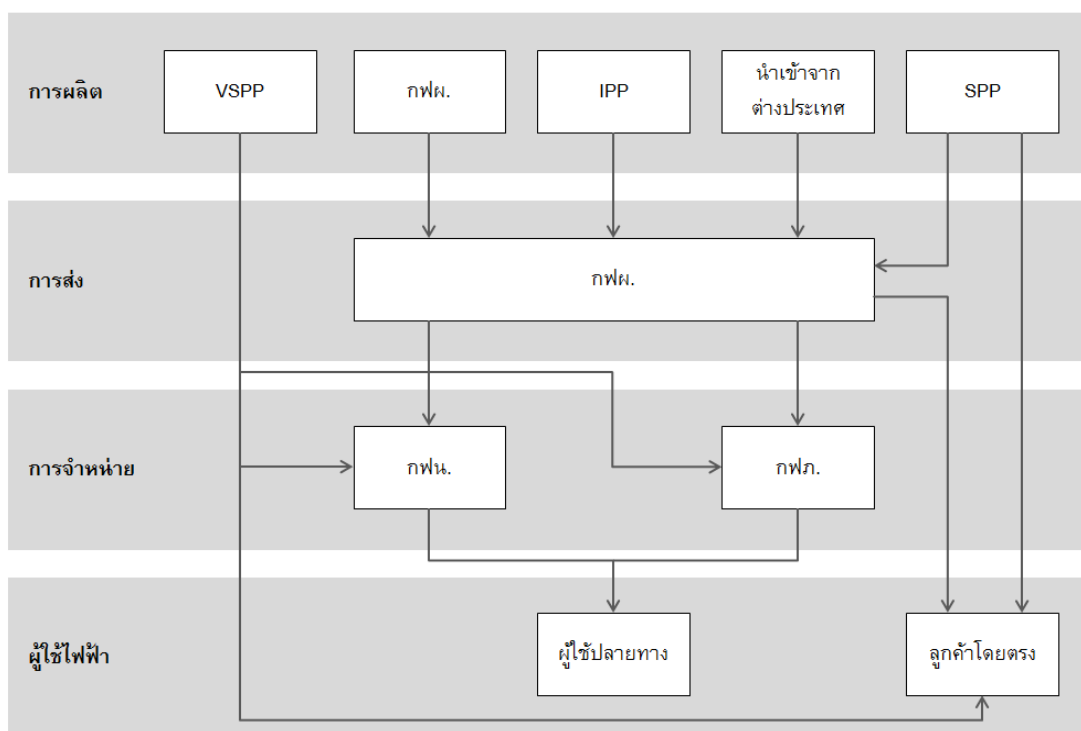 การผลิต
VSPP
กฟผ.
IPP
นำเข้าจาก
ต่างประเทศ
SPP
การส่ง
กฟผ.
การจำหน่าย
กฟน.
กฟภ.
ผู้ใช้ไฟฟ้า
ผู้ใช้ปลายทาง
ลูกค้าโดยตรง